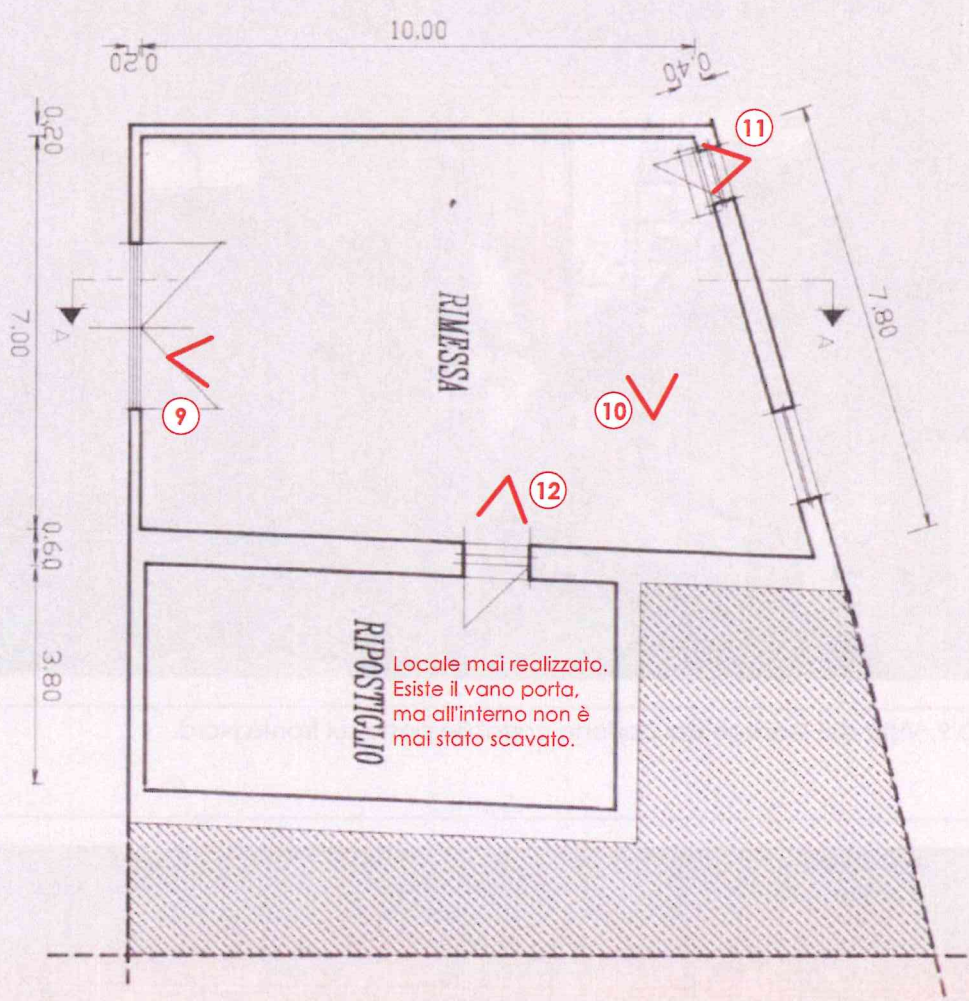 10.00
0.20
0.40
0.20
11
7.80
A
A
7.00
RIMESSA
9
10
12
0.60
3.80
RIPOSTIGLIO
Locale mai realizzato.
Esiste il vano porta,
ma all'interno non è
mai stato scavato.